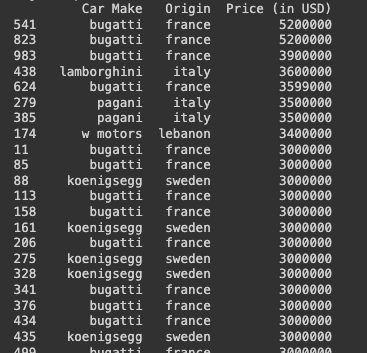 Car Make Origin Price (in USD)
541 bugatti france 5200000
823 bugatti france 5200000
983 bugatti france 3900000
438 lamborghini italy 3600000
624 bugatti france 3599000
279 pagani italy 3500000
385 pagani italy 3500000
174 w motors lebanon 3400000
11 bugatti france 3000000
85 bugatti france 3000000
88 koenigsegg sweden 3000000
113 bugatti france 3000000
158 bugatti france 3000000
161 koenigsegg sweden 3000000
206 bugatti france 3000000
275 koenigsegg sweden 3000000
328 koenigsegg sweden 3000000
341 bugatti france 3000000
376 bugatti france 3000000
434 bugatti france 3000000
435 koenigsegg sweden 3000000
499 bugatti france 3000000